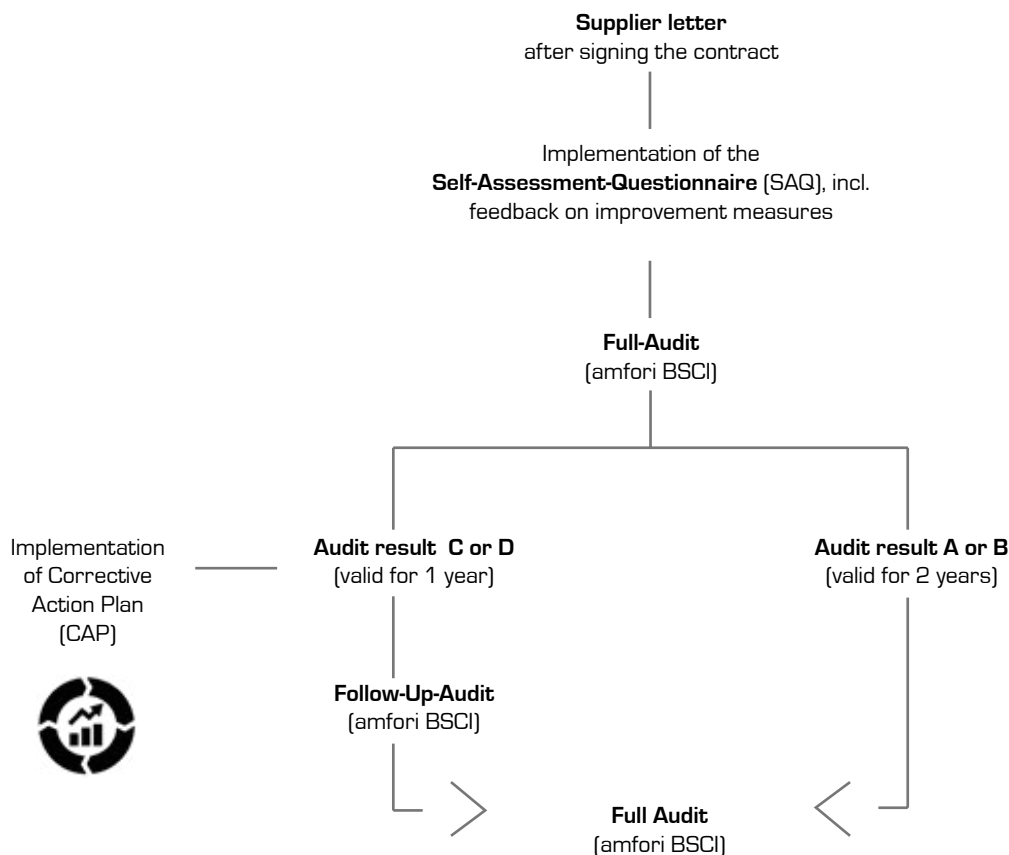 Supplier letter
after signing the contract
Implementation of the
Self-Assessment-Questionnaire (SAQ), incl.
feedback on improvement measures
Full-Audit
(amfori BSCI)
Implementation
of Corrective
Action Plan
(CAP)
Audit result C or D
(valid for 1 year)
Audit result A or B
(valid for 2 years)
Follow-Up-Audit
(amfori BSCI)
Full Audit
(amfori BSCI)